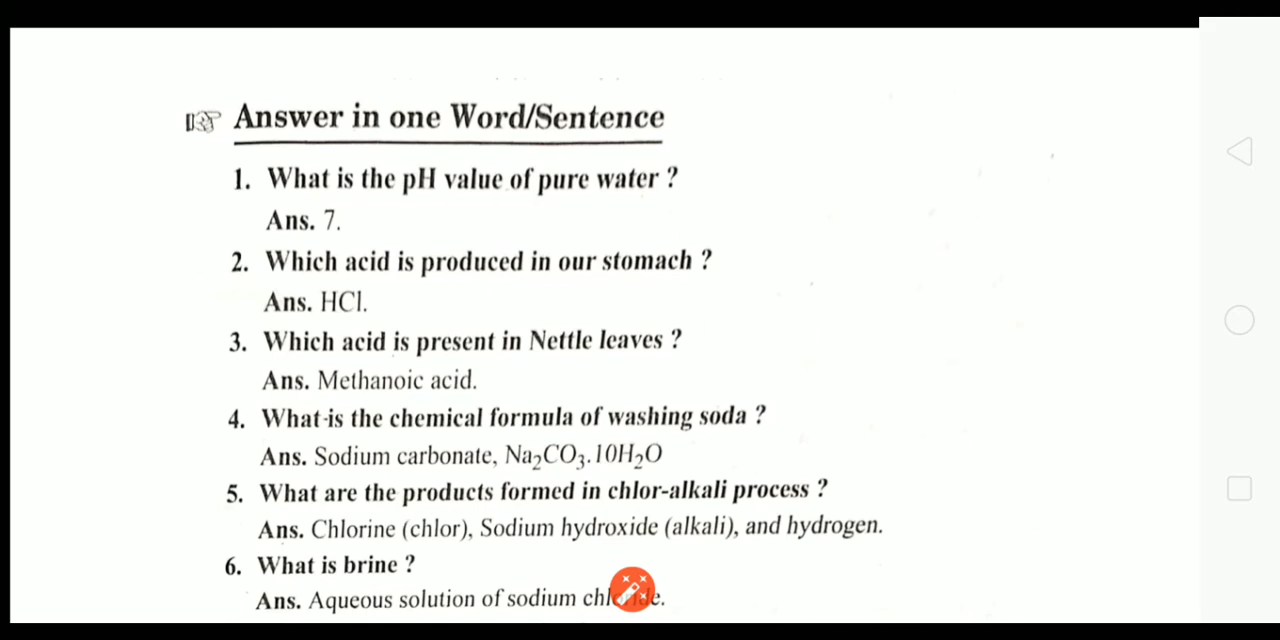 Answer in one Word/Sentence
1. What is the pH value of pure water ?
Ans. 7.
2. Which acid is produced in our stomach ?
Ans. HCl.
3. Which acid is present in Nettle leaves ?
Ans. Methanoic acid.
4. What is the chemical formula of washing soda ?
Ans. Sodium carbonate, Na₂CO₃.10H₂O
5. What are the products formed in chlor-alkali process ?
Ans. Chlorine (chlor), Sodium hydroxide (alkali), and hydrogen.
6. What is brine ?
Ans. Aqueous solution of sodium chloride.